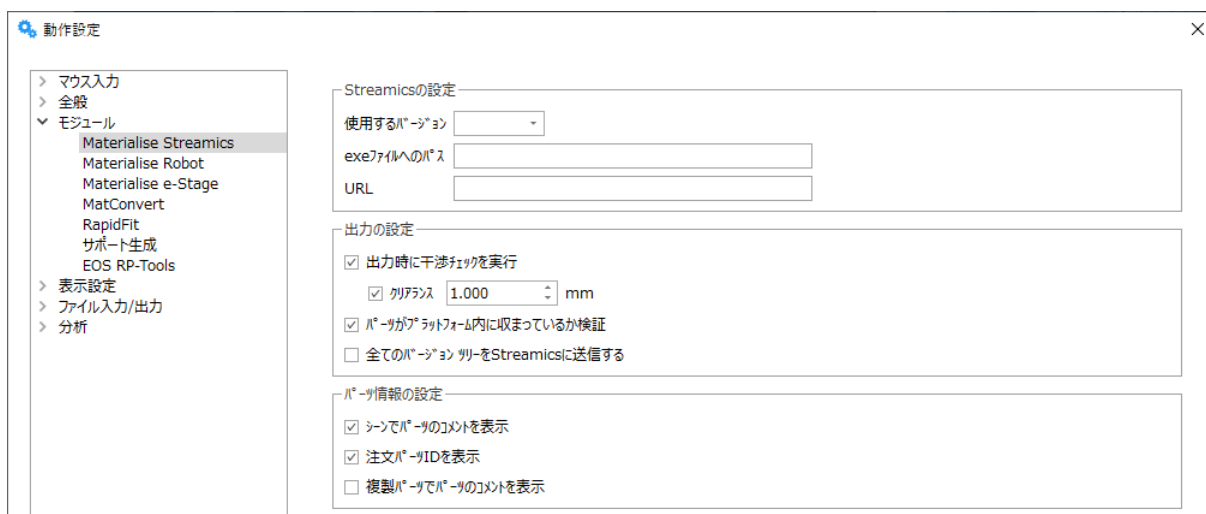 動作設定
マウス入力
全般
モジュール
Materialise Streamics
Materialise Robot
Materialise e-Stage
MatConvert
RapidFit
サポート生成
EOS RP-Tools
表示設定
ファイル入力/出力
分析
Streamicsの設定
使用するﾊﾞｰｼﾞｮﾝ
exeﾌｧｲﾙへのﾊﾟｽ
URL
出力の設定
出力時に干渉ﾁｪｯｸを実行
ｸﾘｱﾗﾝｽ 1.000 mm
ﾊﾟｰﾂがﾌﾟﾗｯﾄﾌｫｰﾑ内に収まっているか検証
全てのﾊﾞｰｼﾞｮﾝ ﾂﾘｰをStreamicsに送信する
ﾊﾟｰﾂ情報の設定
ｼｰﾝでﾊﾟｰﾂのｺﾒﾝﾄを表示
注文ﾊﾟｰﾂIDを表示
複製ﾊﾟｰﾂでﾊﾟｰﾂのｺﾒﾝﾄを表示